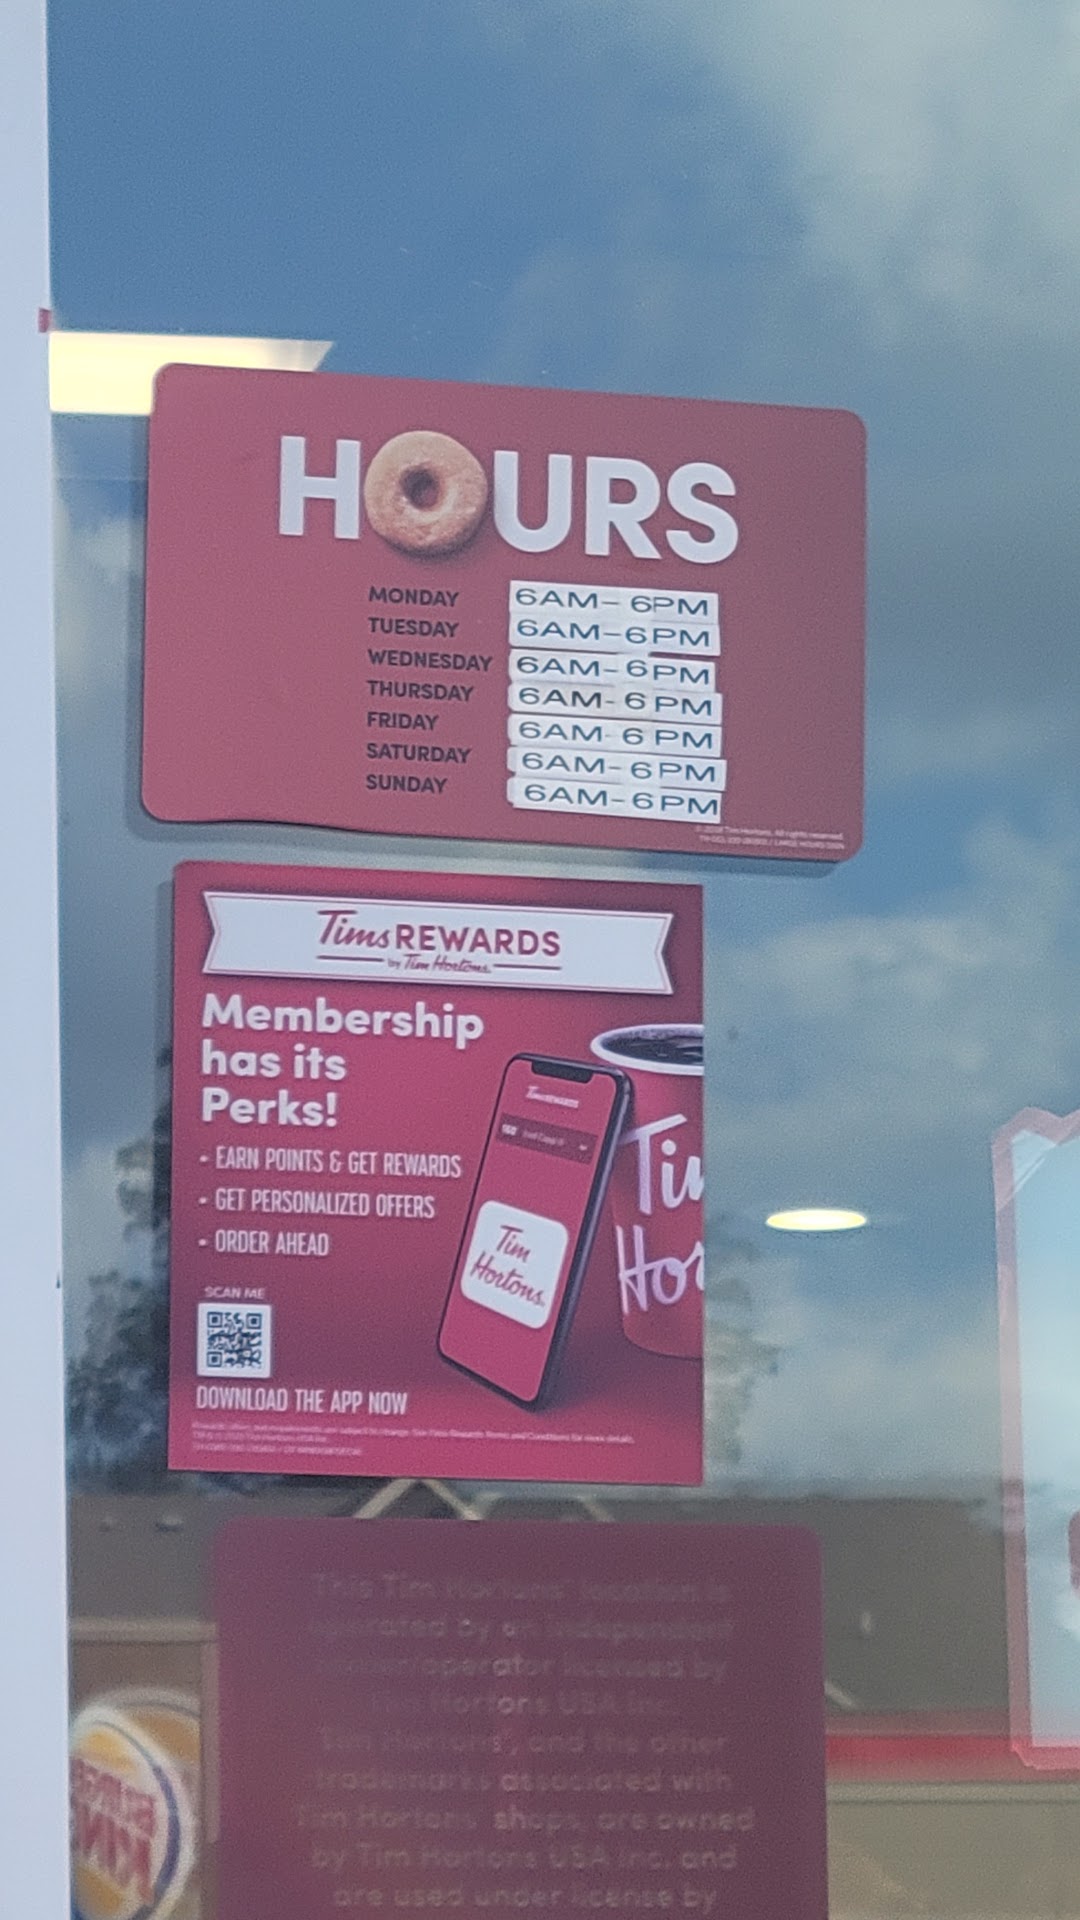 HOURS
MONDAY 6AM– 6PM
TUESDAY 6AM–6PM
WEDNESDAY 6AM–6PM
THURSDAY 6AM-6PM
FRIDAY 6AM-6PM
SATURDAY 6AM-6PM
SUNDAY 6AM-6PM
TimsREWARDS
by Tim Hortons.
Membership
has its
Perks!
• EARN POINTS & GET REWARDS
• GET PERSONALIZED OFFERS
• ORDER AHEAD
SCAN ME
DOWNLOAD THE APP NOW
TimsREWARDS
Tim
Hortons.
Tim
Hor
This Tim Hortons location is
operated by an independent
owner/operator licensed by
Tim Hortons USA Inc.
Tim Hortons, and the other
trademarks associated with
Tim Hortons shops, are owned
by Tim Hortons USA Inc. and
are used under license by
BURGER
KING